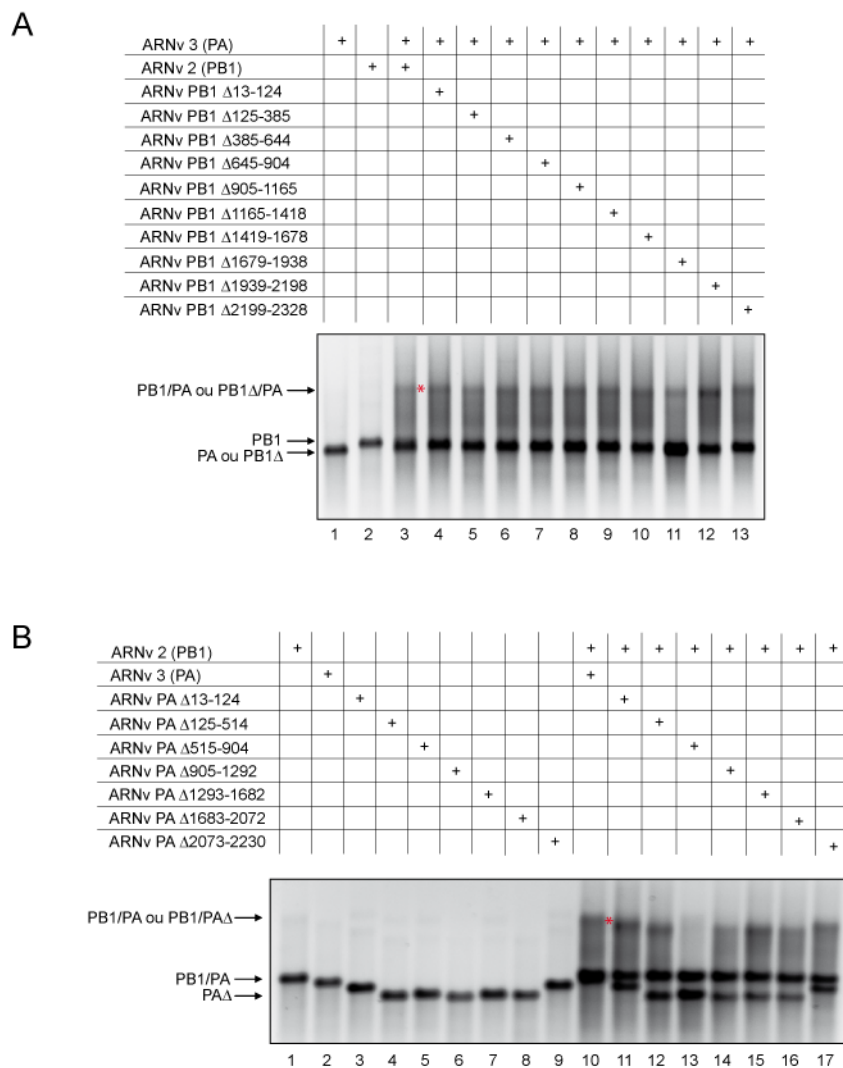 A
ARNv 3 (PA) + + + + + + + + + + + +
ARNv 2 (PB1) + +
ARNv PB1 Δ13-124 +
ARNv PB1 Δ125-385 +
ARNv PB1 Δ385-644 +
ARNv PB1 Δ645-904 +
ARNv PB1 Δ905-1165 +
ARNv PB1 Δ1165-1418 +
ARNv PB1 Δ1419-1678 +
ARNv PB1 Δ1679-1938 +
ARNv PB1 Δ1939-2198 +
ARNv PB1 Δ2199-2328 +
PB1/PA ou PB1Δ/PA *
PB1
PA ou PB1Δ
1 2 3 4 5 6 7 8 9 10 11 12 13
B
ARNv 2 (PB1) + + + + + + + + +
ARNv 3 (PA) + +
ARNv PA Δ13-124 + +
ARNv PA Δ125-514 + +
ARNv PA Δ515-904 + +
ARNv PA Δ905-1292 + +
ARNv PA Δ1293-1682 + +
ARNv PA Δ1683-2072 + +
ARNv PA Δ2073-2230 + +
PB1/PA ou PB1/PAΔ *
PB1/PA
PAΔ
1 2 3 4 5 6 7 8 9 10 11 12 13 14 15 16 17